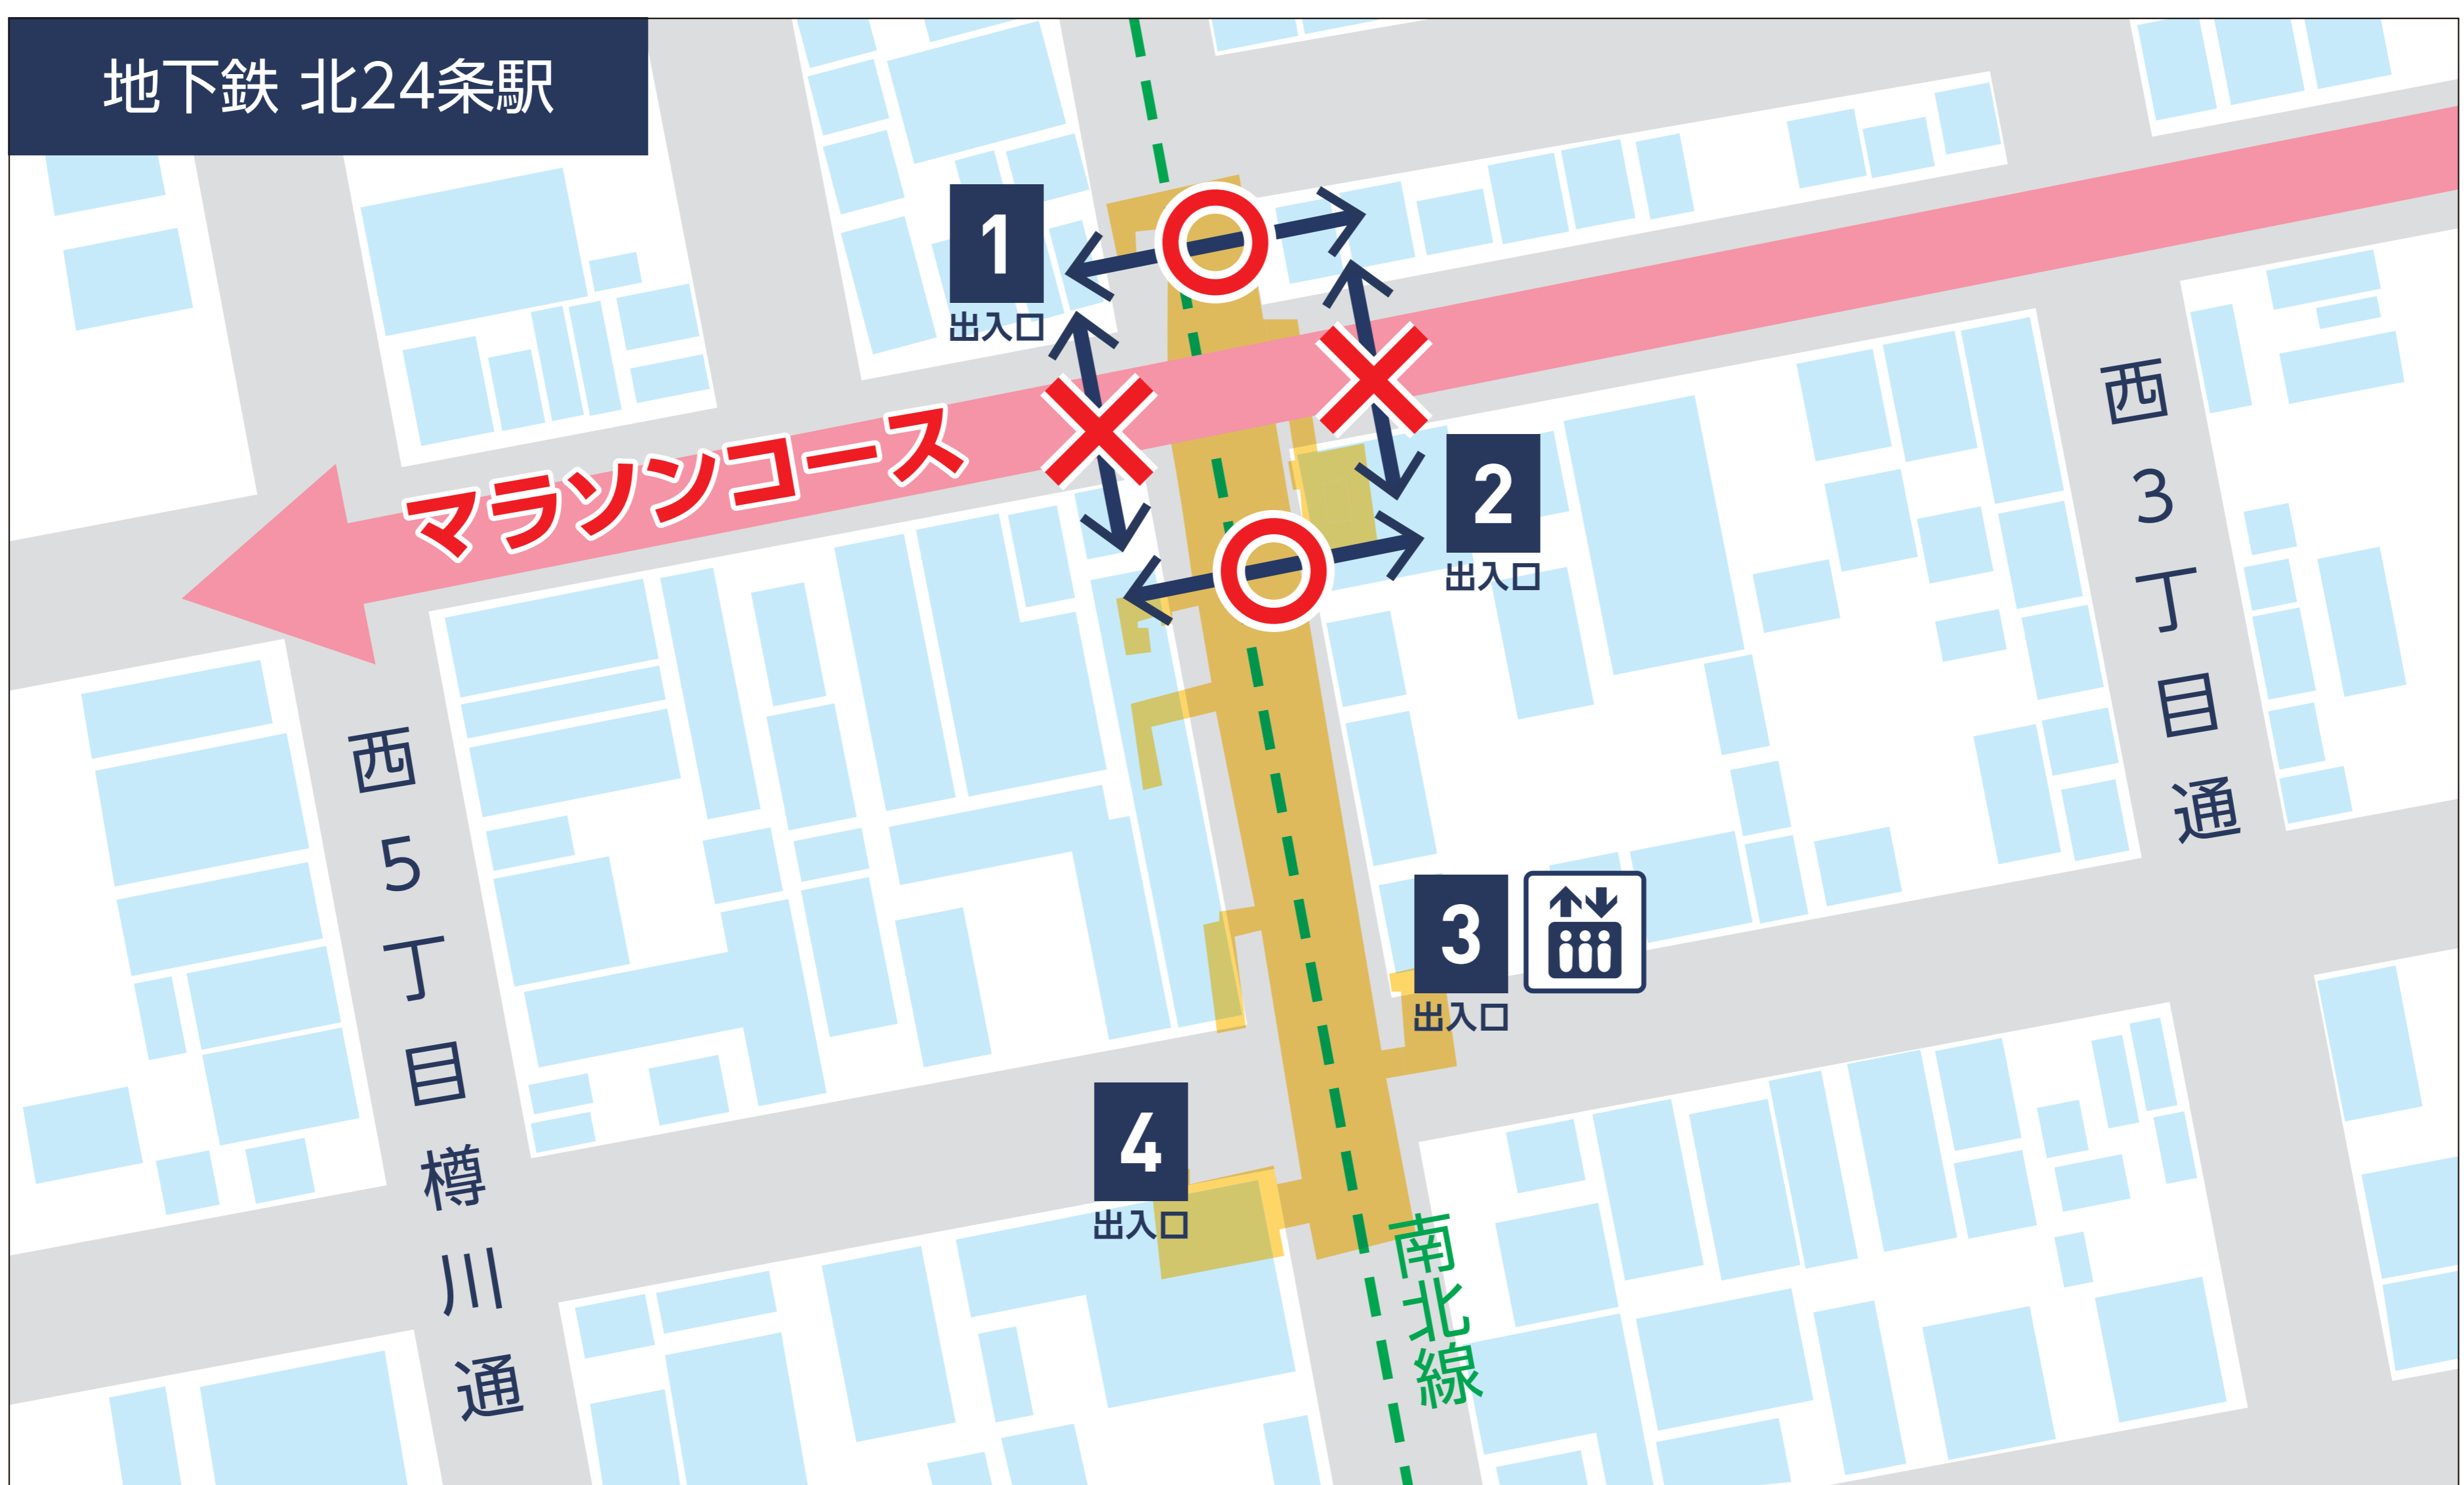 地下鉄 北24条駅
1
出入口
マラソンコース
2
出入口
西3丁目通
西5丁目樽川通
3
出入口
4
出入口
南北線